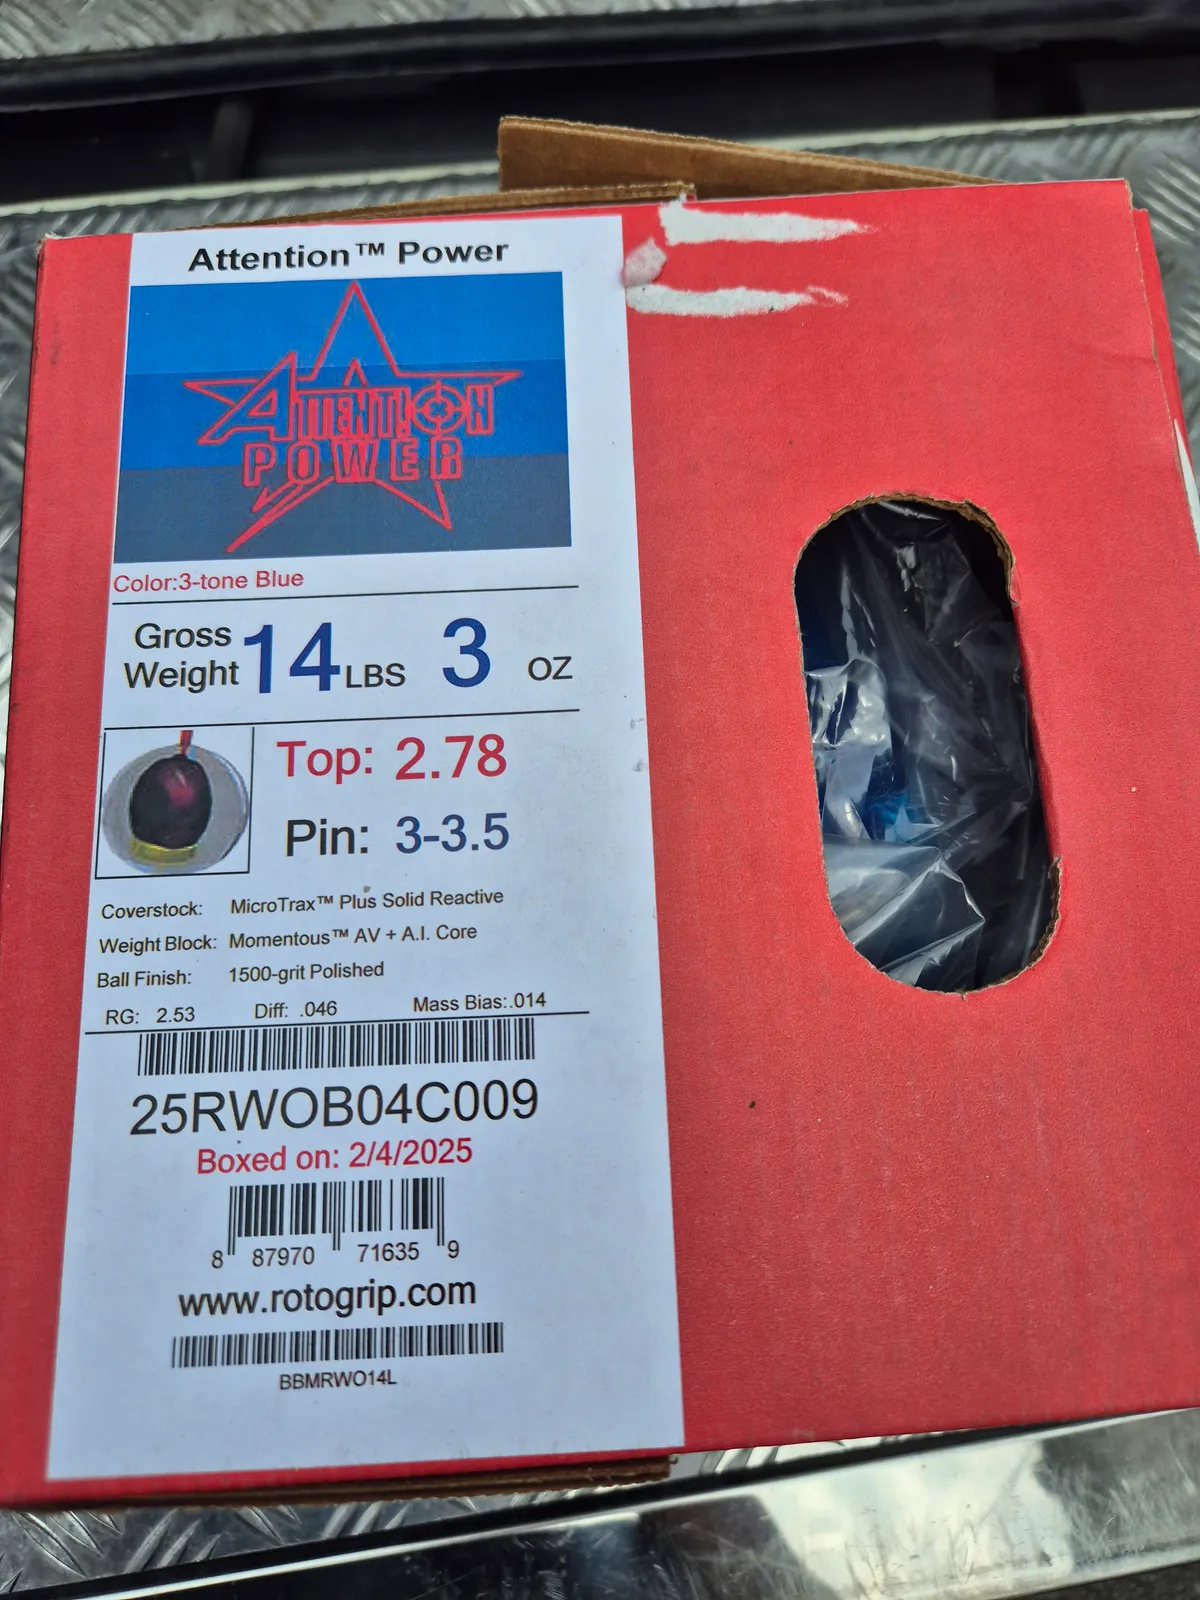 Attention™ Power
ATTENT!ON
POWER
Color:3-tone Blue
Gross Weight 14 LBS 3 OZ
Top: 2.78
Pin: 3-3.5
Coverstock: MicroTrax™ Plus Solid Reactive
Weight Block: Momentous™ AV + A.I. Core
Ball Finish: 1500-grit Polished
RG: 2.53 Diff: .046 Mass Bias:.014
25RWOB04C009
Boxed on: 2/4/2025
8 87970 71635 9
www.rotogrip.com
BBMRWO14L